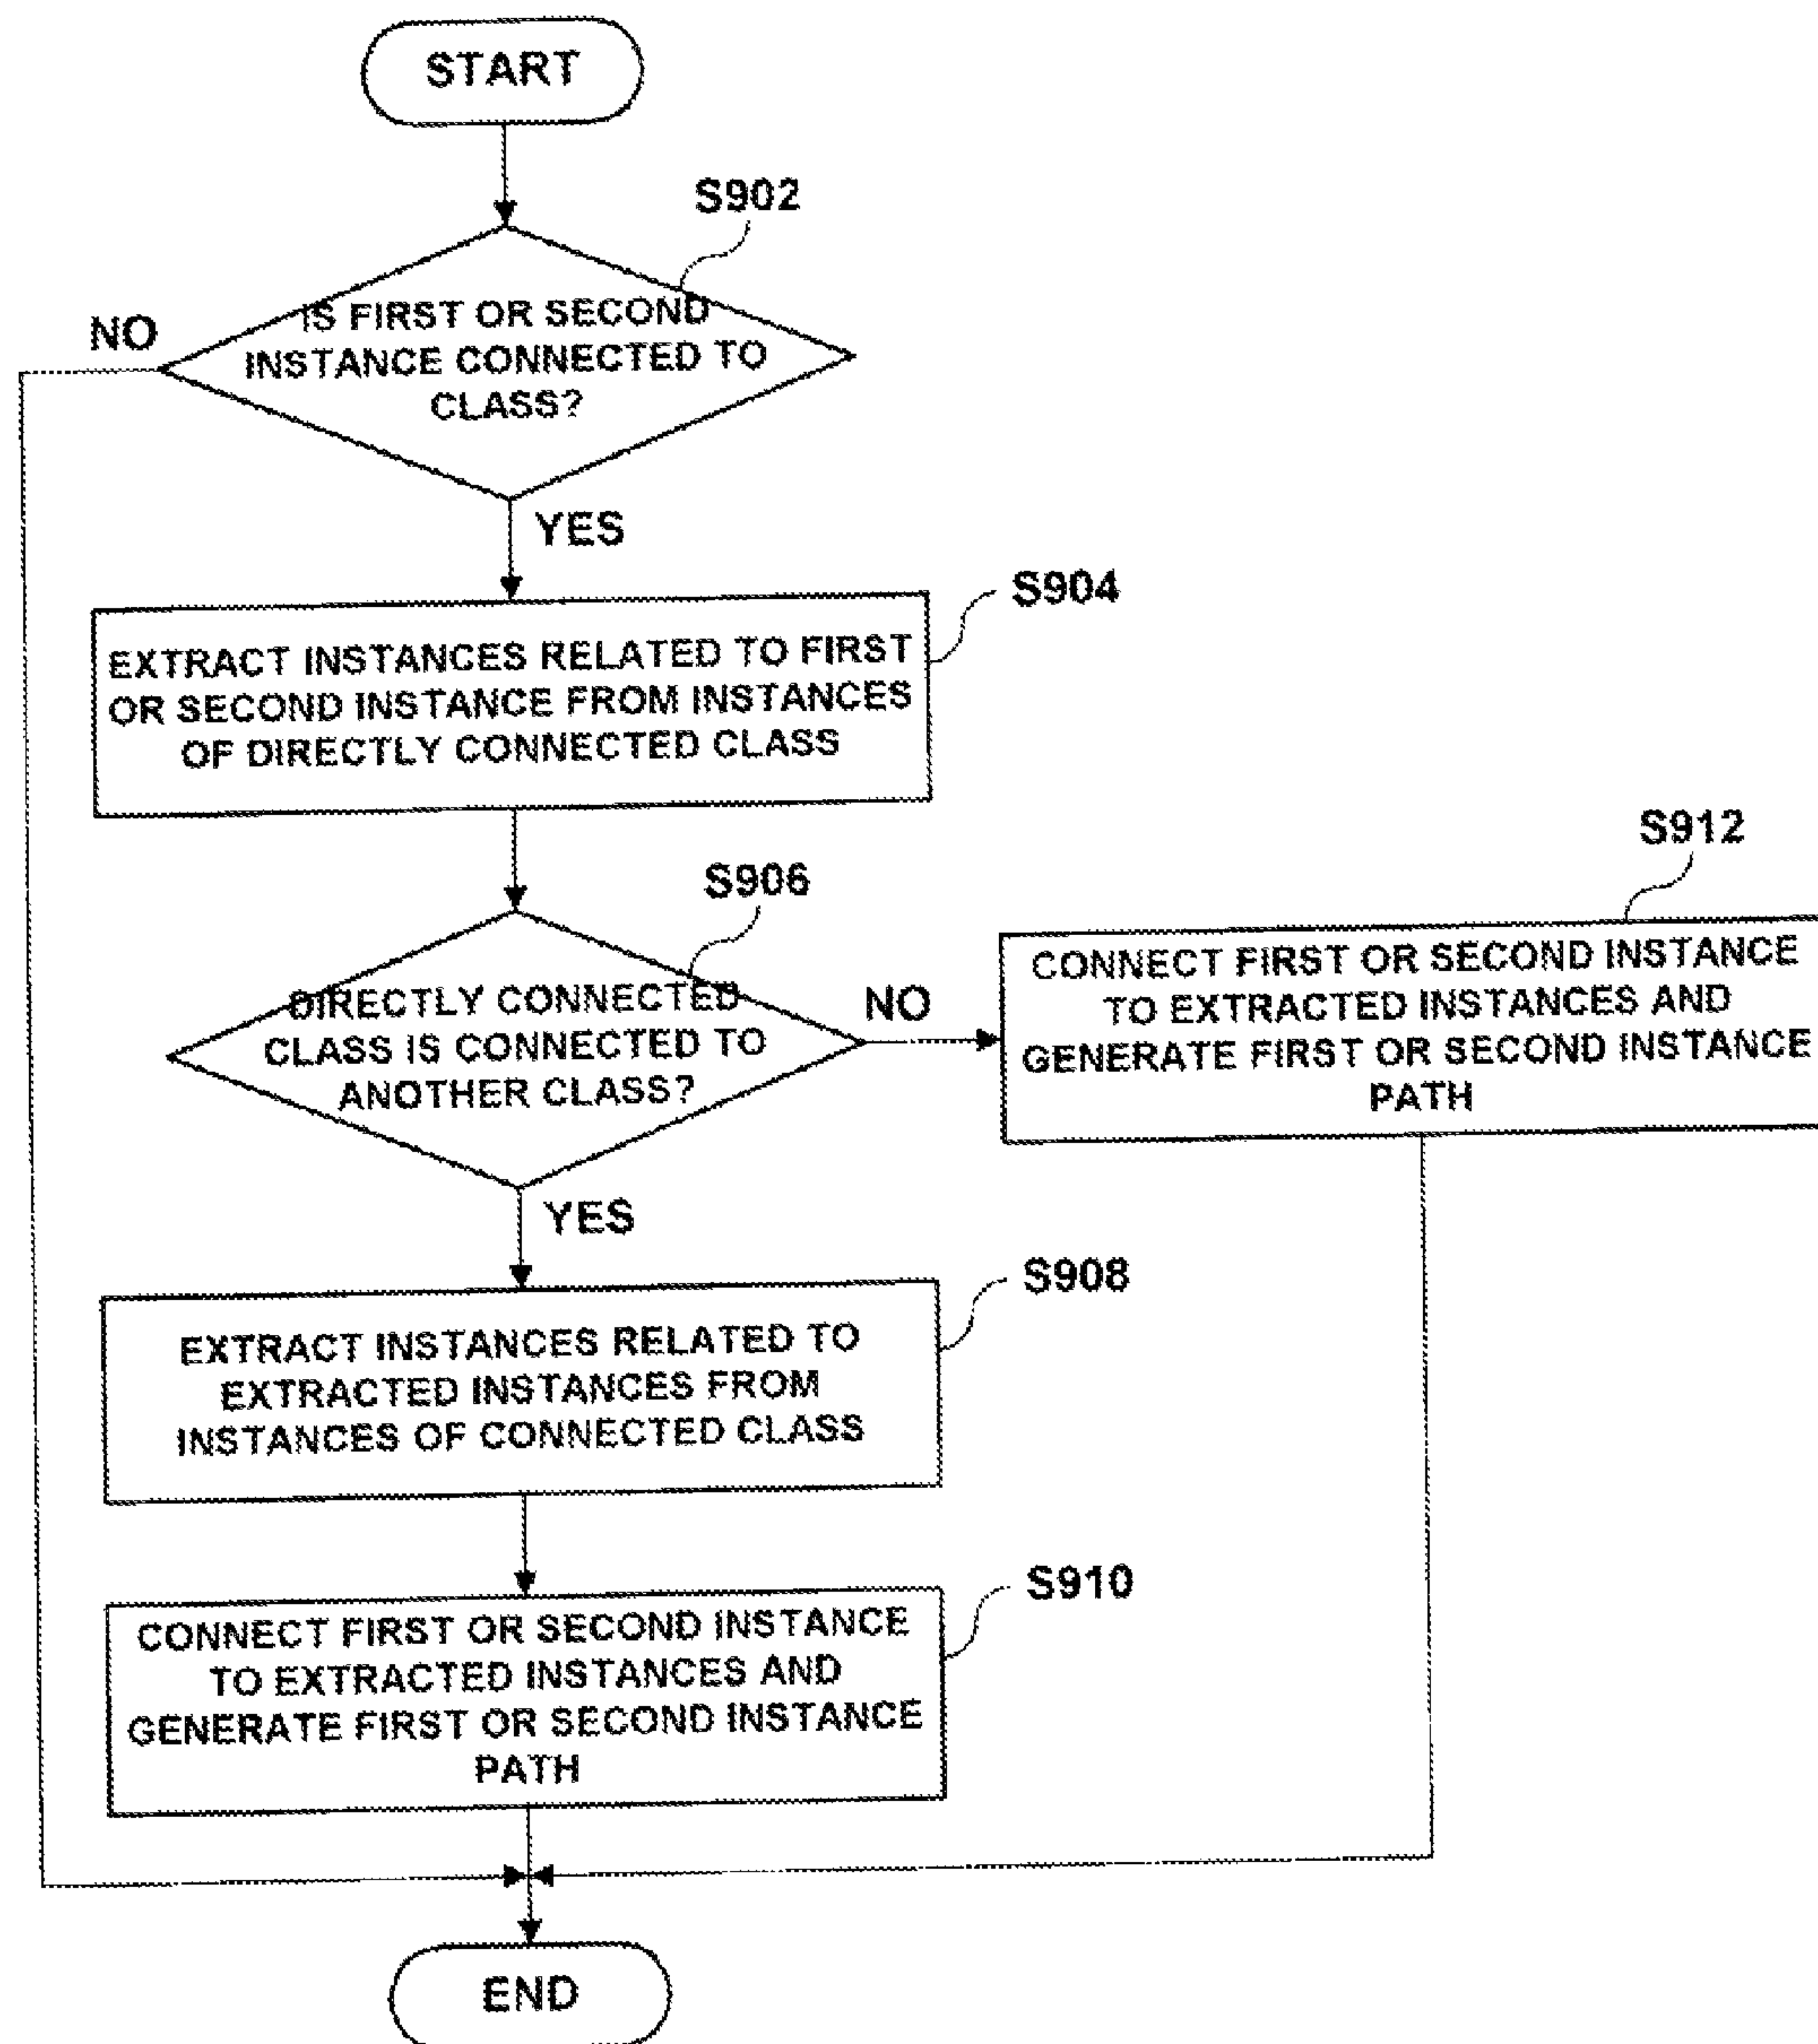 START
S902
IS FIRST OR SECOND
INSTANCE CONNECTED TO
CLASS?
NO
YES
S904
EXTRACT INSTANCES RELATED TO FIRST
OR SECOND INSTANCE FROM INSTANCES
OF DIRECTLY CONNECTED CLASS
S906
DIRECTLY CONNECTED
CLASS IS CONNECTED TO
ANOTHER CLASS?
NO
S912
CONNECT FIRST OR SECOND INSTANCE
TO EXTRACTED INSTANCES AND
GENERATE FIRST OR SECOND INSTANCE
PATH
YES
S908
EXTRACT INSTANCES RELATED TO
EXTRACTED INSTANCES FROM
INSTANCES OF CONNECTED CLASS
S910
CONNECT FIRST OR SECOND INSTANCE
TO EXTRACTED INSTANCES AND
GENERATE FIRST OR SECOND INSTANCE
PATH
END